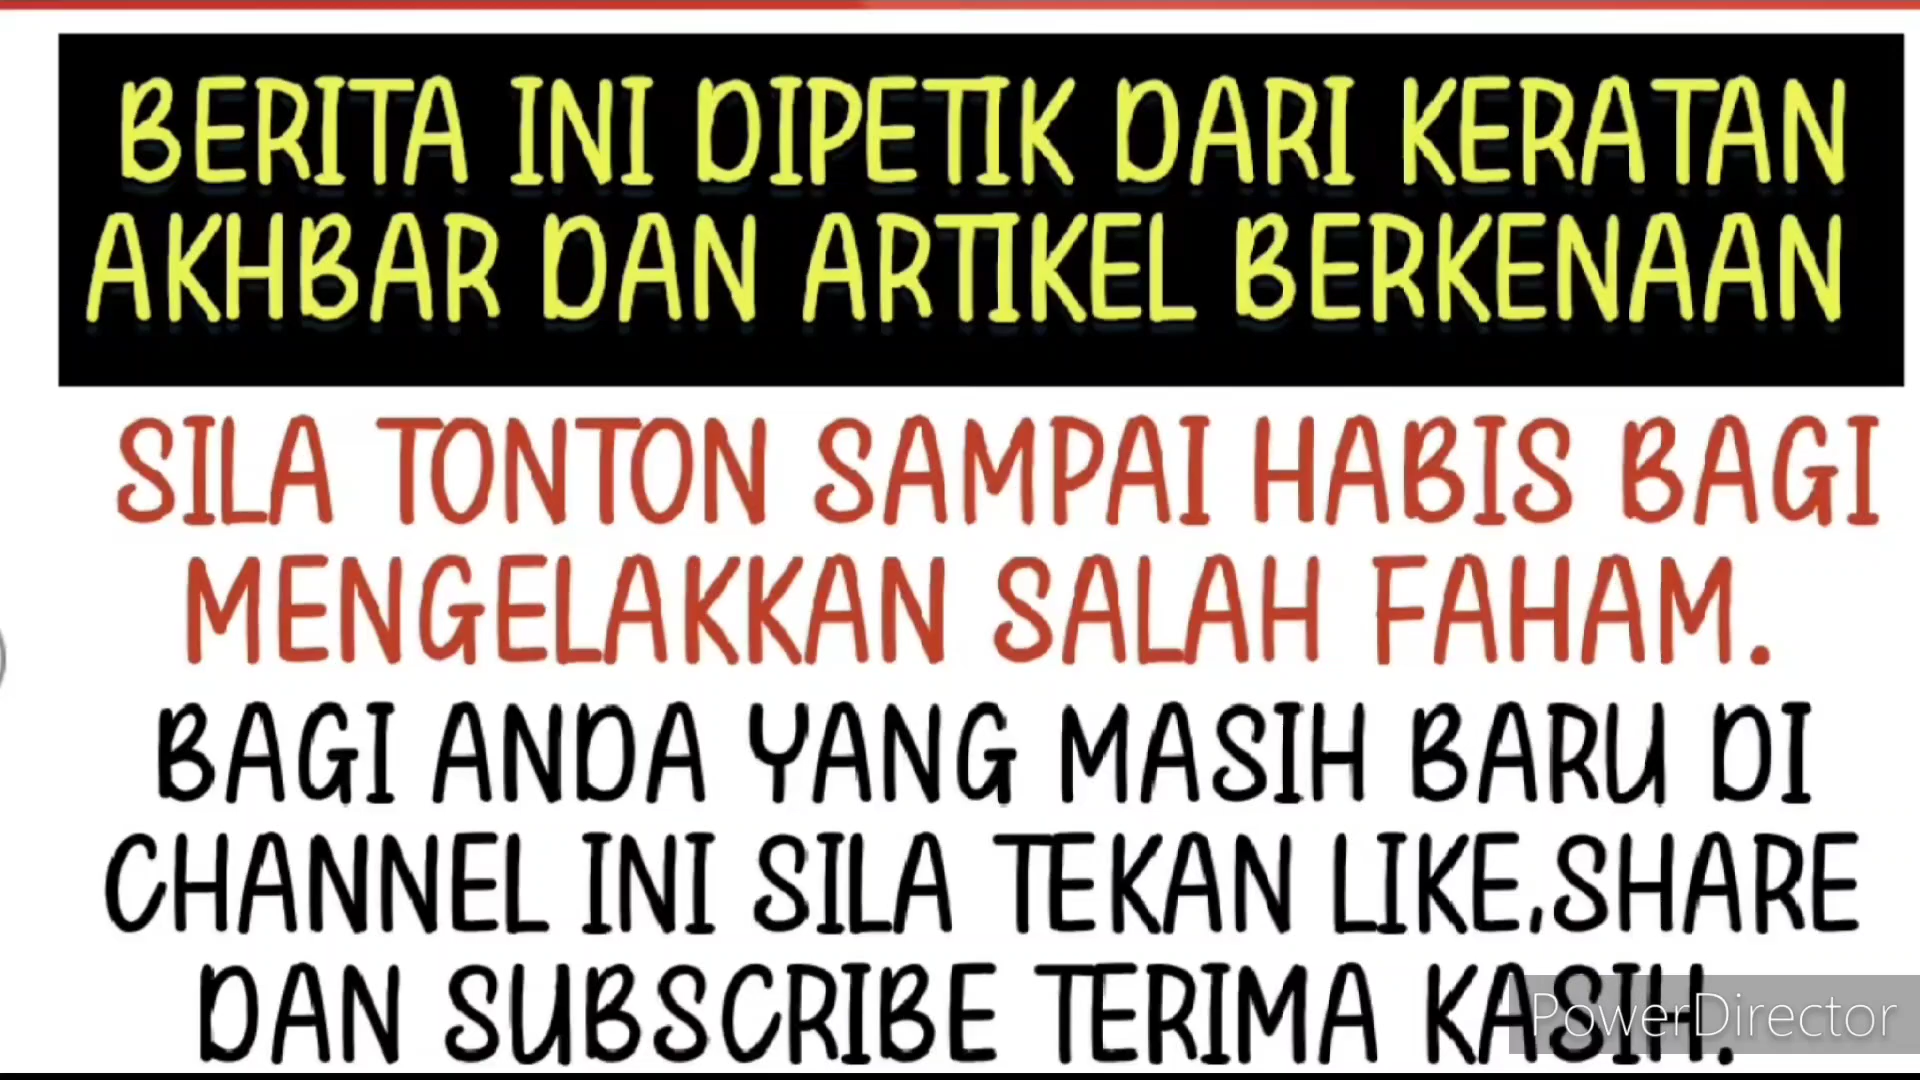 BERITA INI DIPETIK DARI KERATAN
AKHBAR DAN ARTIKEL BERKENAAN
SILA TONTON SAMPAI HABIS BAGI
MENGELAKKAN SALAH FAHAM.
BAGI ANDA YANG MASIH BARU DI
CHANNEL INI SILA TEKAN LIKE,SHARE
DAN SUBSCRIBE TERIMA KASIH.
PowerDirector